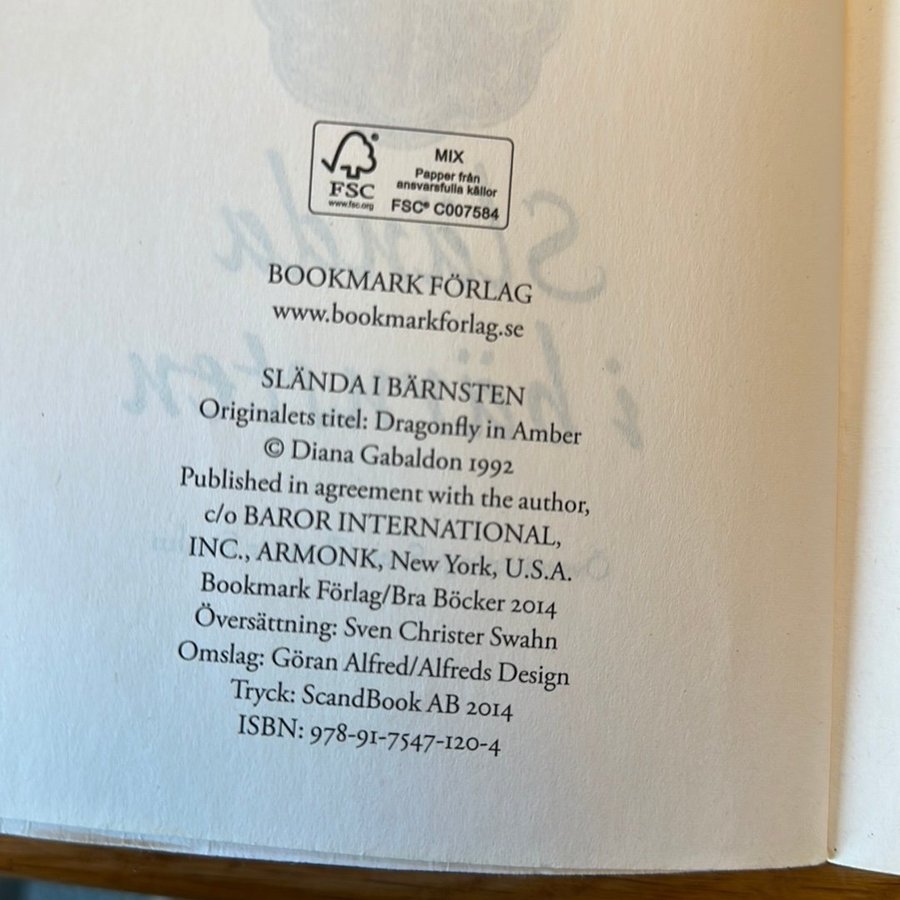 MIX
Papper från
ansvarsfulla källor
FSC® C007584
FSC
www.fsc.org
BOOKMARK FÖRLAG
www.bookmarkforlag.se
SLÄNDA I BÄRNSTEN
Originalets titel: Dragonfly in Amber
© Diana Gabaldon 1992
Published in agreement with the author,
c/o BAROR INTERNATIONAL,
INC., ARMONK, New York, U.S.A.
Bookmark Förlag/Bra Böcker 2014
Översättning: Sven Christer Swahn
Omslag: Göran Alfred/Alfreds Design
Tryck: ScandBook AB 2014
ISBN: 978-91-7547-120-4